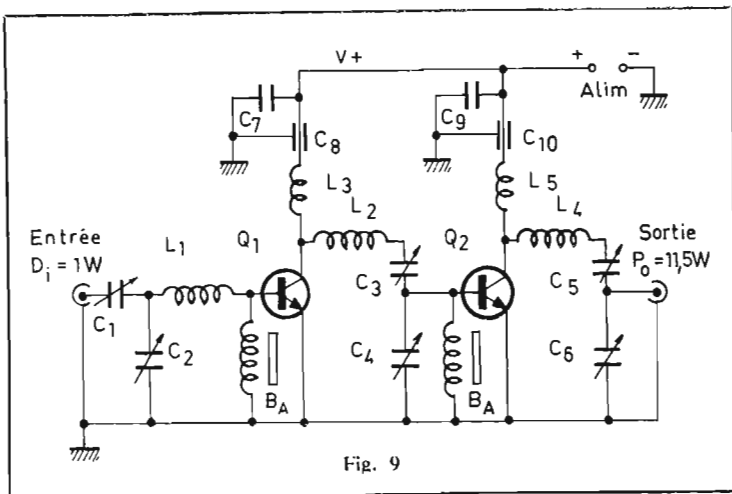 V+
+ -
Alim
C7
C8
C9
C10
L3
L5
L2
L4
Entrée
Di = 1W
L1
Q1
Q2
Sortie
Po = 11,5W
C1
C2
C3
C4
C5
C6
BA
BA
Fig. 9